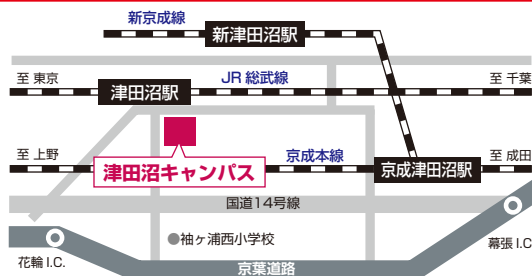 新京成線
新津田沼駅
至 東京
JR 総武線
至 千葉
津田沼駅
至 上野
京成本線
至 成田
津田沼キャンパス
京成津田沼駅
国道14号線
●袖ヶ浦西小学校
幕張 I.C
花輪 I.C.
京葉道路